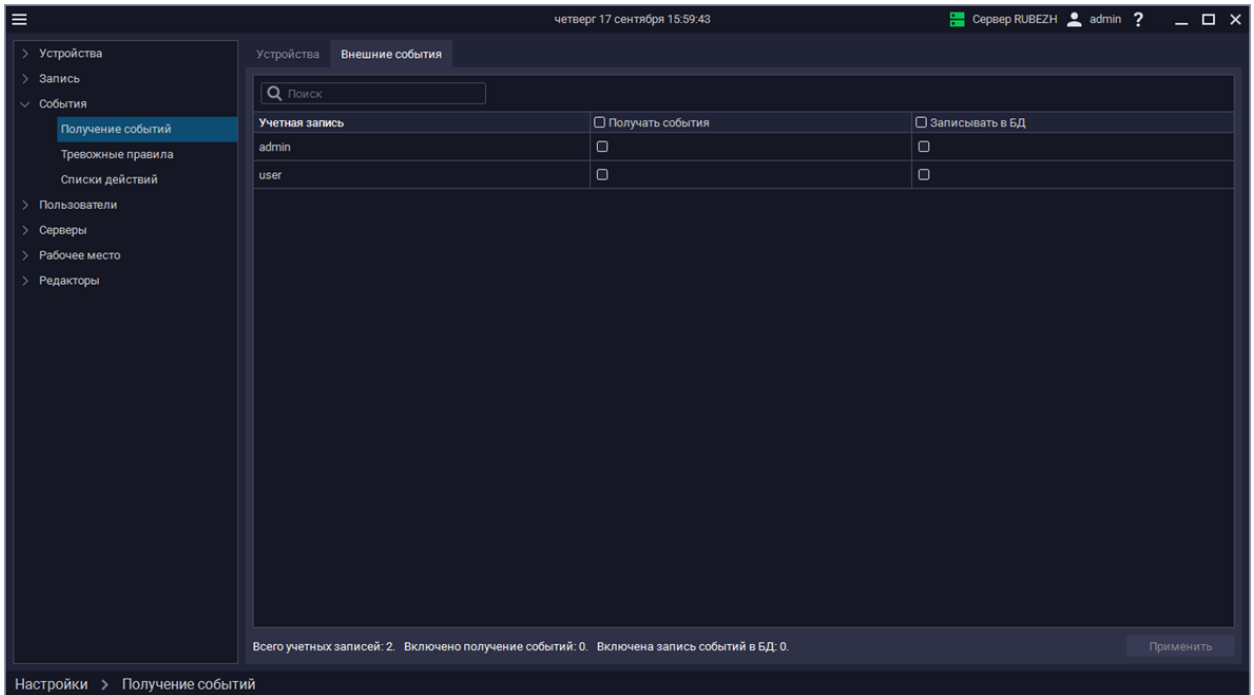 четверг 17 сентября 15:59:43 Сервер RUBEZH admin ?
Устройства
Запись
События
Получение событий
Тревожные правила
Списки действий
Пользователи
Серверы
Рабочее место
Редакторы
Устройства Внешние события
Поиск
Учетная запись Получать события Записывать в БД
admin
user
Всего учетных записей: 2. Включено получение событий: 0. Включена запись событий в БД: 0. Применить
Настройки > Получение событий